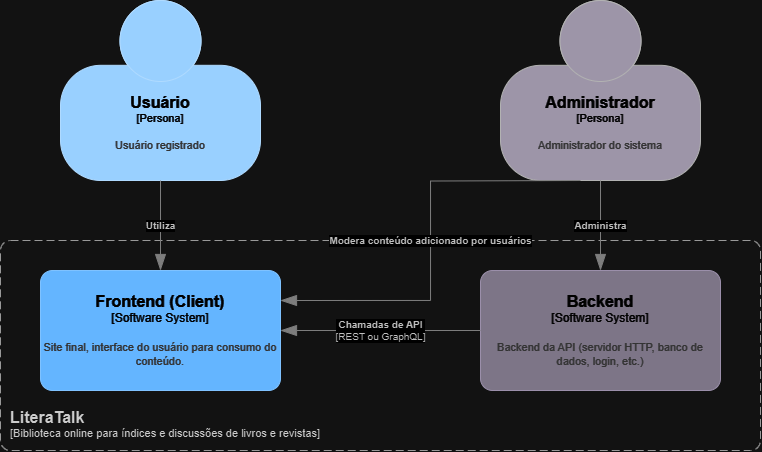 Usuário
[Persona]
Usuário registrado
Administrador
[Persona]
Administrador do sistema
Utiliza
Administra
Modera conteúdo adicionado por usuários
Frontend (Client)
[Software System]
Site final, interface do usuário para consumo do
conteúdo.
Chamadas de API
[REST ou GraphQL]
Backend
[Software System]
Backend da API (servidor HTTP, banco de
dados, login, etc.)
LiteraTalk
[Biblioteca online para índices e discussões de livros e revistas]